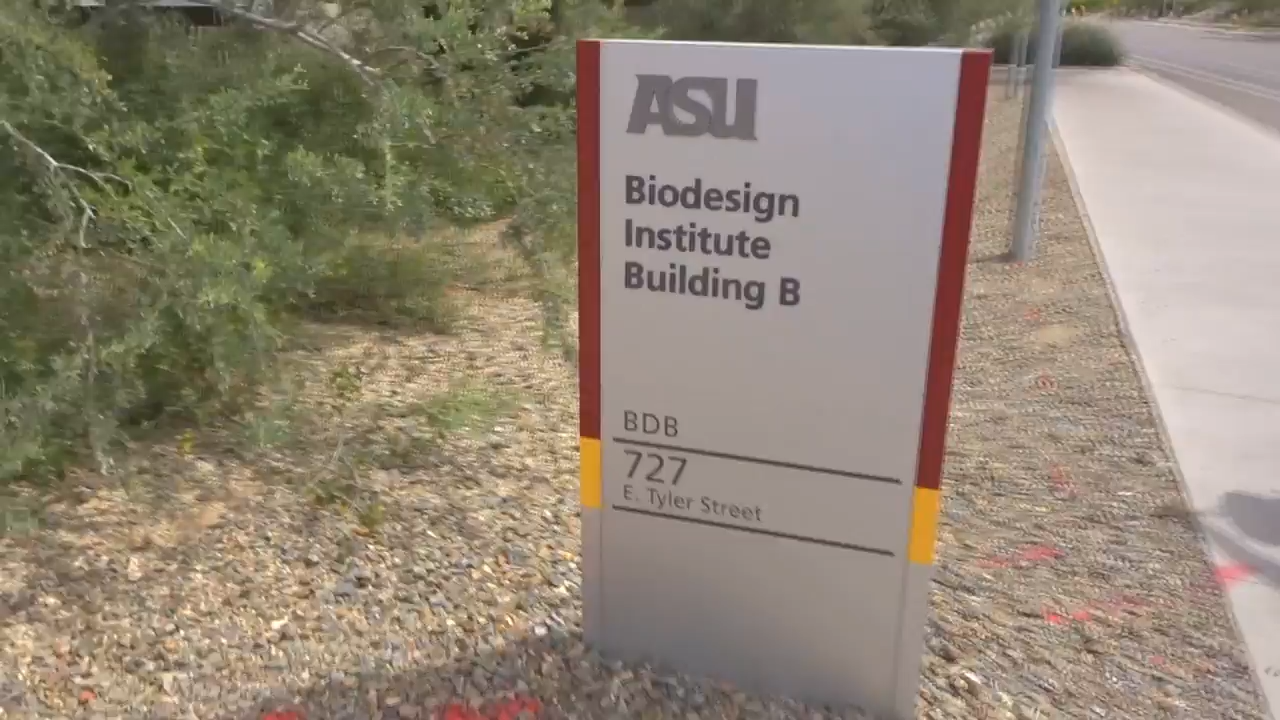 ASU
Biodesign
Institute
Building B
BDB
727
E. Tyler Street